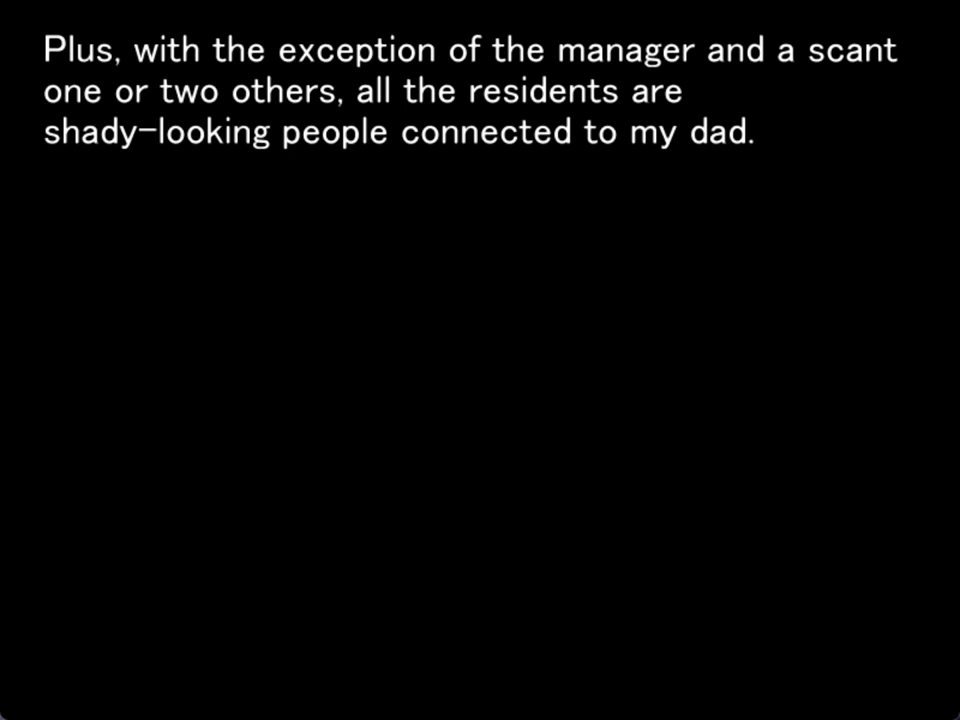 Plus, with the exception of the manager and a scant
one or two others, all the residents are
shady-looking people connected to my dad.